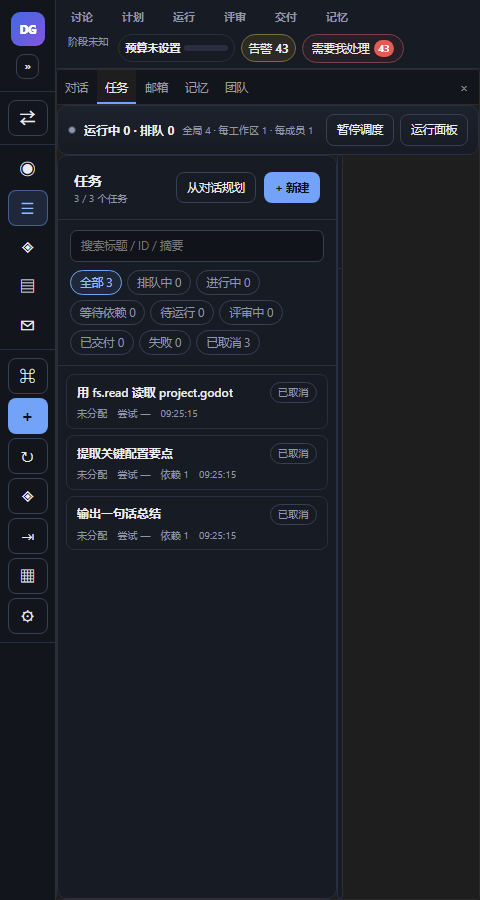 DG
»
讨论 计划 运行 评审 交付 记忆
阶段未知 预算未设置 告警 43 需要我处理 43
对话 任务 邮箱 记忆 团队 ×
运行中 0 · 排队 0 全局 4 · 每工作区 1 · 每成员 1 暂停调度 运行面板
任务
3 / 3 个任务
从对话规划 + 新建
搜索标题 / ID / 摘要
全部 3 排队中 0 进行中 0
等待依赖 0 待运行 0 评审中 0
已交付 0 失败 0 已取消 3
用 fs.read 读取 project.godot 已取消
未分配 尝试 — 09:25:15
提取关键配置要点 已取消
未分配 尝试 — 依赖 1 09:25:15
输出一句话总结 已取消
未分配 尝试 — 依赖 1 09:25:15